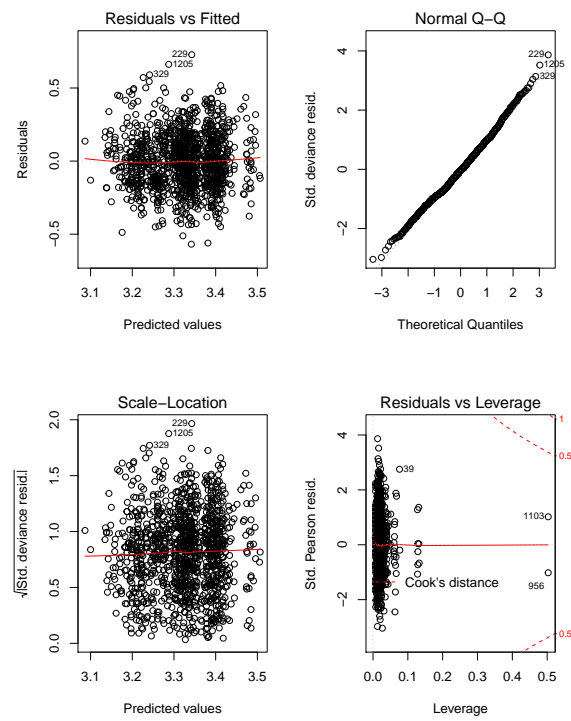 Residuals vs Fitted
229
1205
329
0.5
0.0
−0.5
Residuals
3.1 3.2 3.3 3.4 3.5
Predicted values
Normal Q−Q
229
1205
329
4
2
0
−2
Std. deviance resid.
−3 −2 −1 0 1 2 3
Theoretical Quantiles
Scale−Location
229
1205
329
2.0
1.5
1.0
0.5
0.0
√|Std. deviance resid.|
3.1 3.2 3.3 3.4 3.5
Predicted values
Residuals vs Leverage
1
0.5
39
1103
956
Cook's distance
0.5
4
2
0
−2
Std. Pearson resid.
0.0 0.1 0.2 0.3 0.4 0.5
Leverage